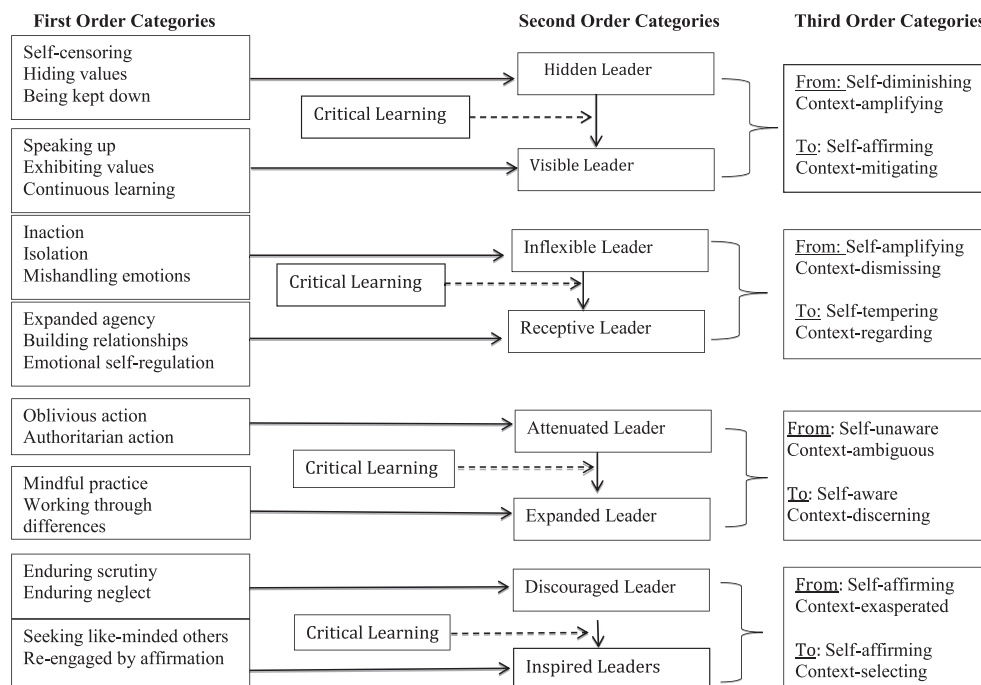 First Order Categories
Second Order Categories
Third Order Categories
Self-censoring
Hiding values
Being kept down
Hidden Leader
Critical Learning
Speaking up
Exhibiting values
Continuous learning
Visible Leader
From: Self-diminishing
Context-amplifying
To: Self-affirming
Context-mitigating
Inaction
Isolation
Mishandling emotions
Inflexible Leader
Critical Learning
Expanded agency
Building relationships
Emotional self-regulation
Receptive Leader
From: Self-amplifying
Context-dismissing
To: Self-tempering
Context-regarding
Oblivious action
Authoritarian action
Attenuated Leader
Critical Learning
Mindful practice
Working through
differences
Expanded Leader
From: Self-unaware
Context-ambiguous
To: Self-aware
Context-discerning
Enduring scrutiny
Enduring neglect
Discouraged Leader
Critical Learning
Seeking like-minded others
Re-engaged by affirmation
Inspired Leaders
From: Self-affirming
Context-exasperated
To: Self-affirming
Context-selecting